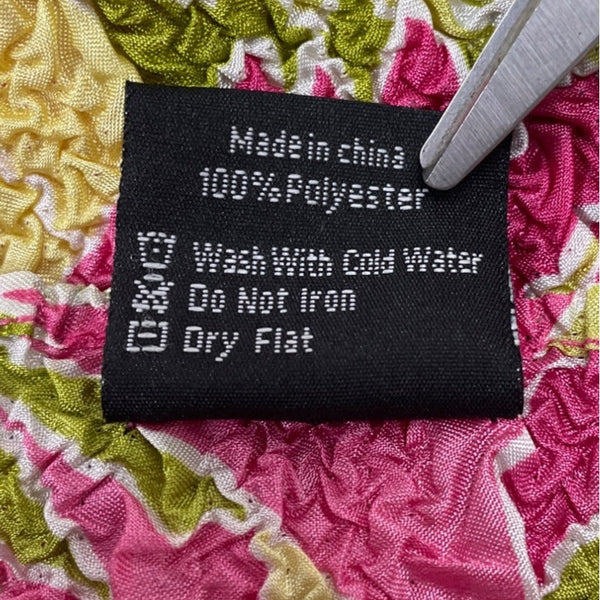 Made in china
100% Polyester
Wash With Cold Water
Do Not Iron
Dry Flat